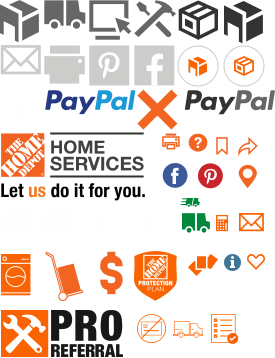 PayPal
PayPal
THE HOME DEPOT
HOME
SERVICES
Let us do it for you.
THE HOME DEPOT
PROTECTION
PLAN
PRO
REFERRAL